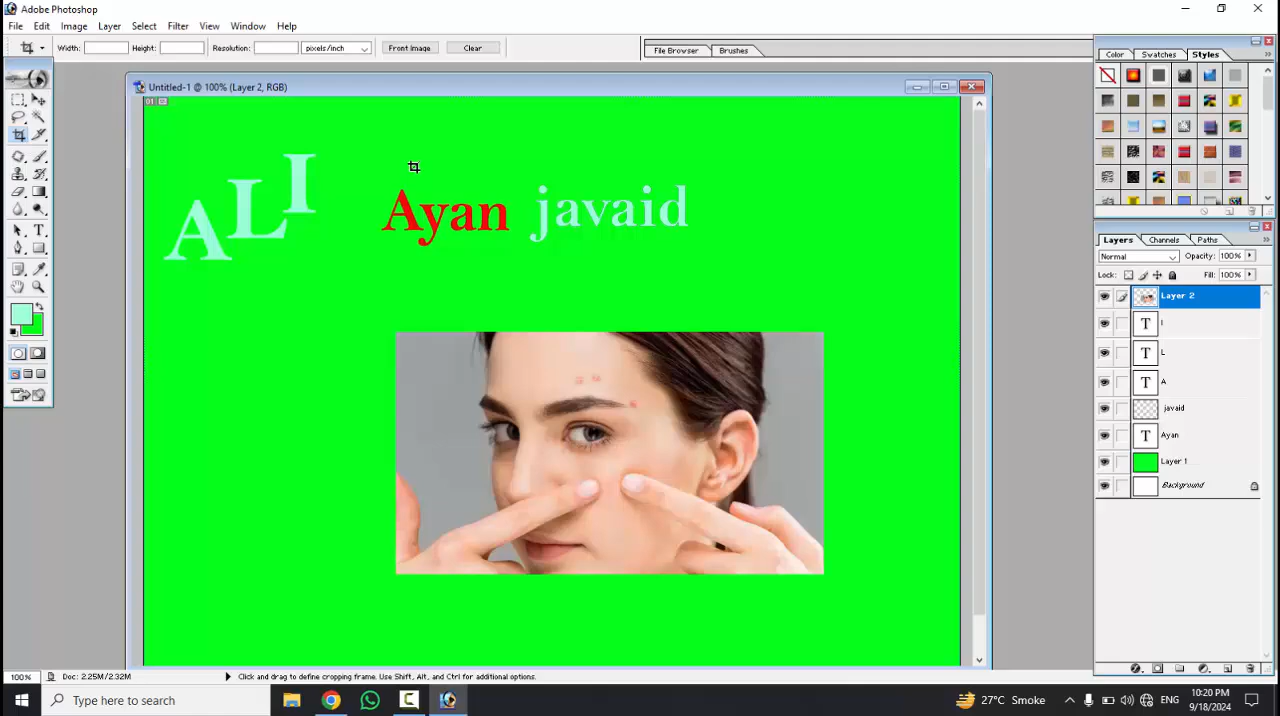 Adobe Photoshop
File Edit Image Layer Select Filter View Window Help
Width: Height: Resolution: pixels/inch Front Image Clear
File Browser Brushes
Color Swatches Styles
Untitled-1 @ 100% (Layer 2, RGB)
01
ALI
Ayan javaid
Layers Channels Paths
Normal Opacity: 100%
Lock: Fill: 100%
Layer 2
T I
T L
T A
javaid
T Ayan
Layer 1
Background
100% Doc: 2.25M/2.32M Click and drag to define cropping frame. Use Shift, Alt, and Ctrl for additional options.
Type here to search
27°C Smoke
ENG
10:20 PM
9/18/2024